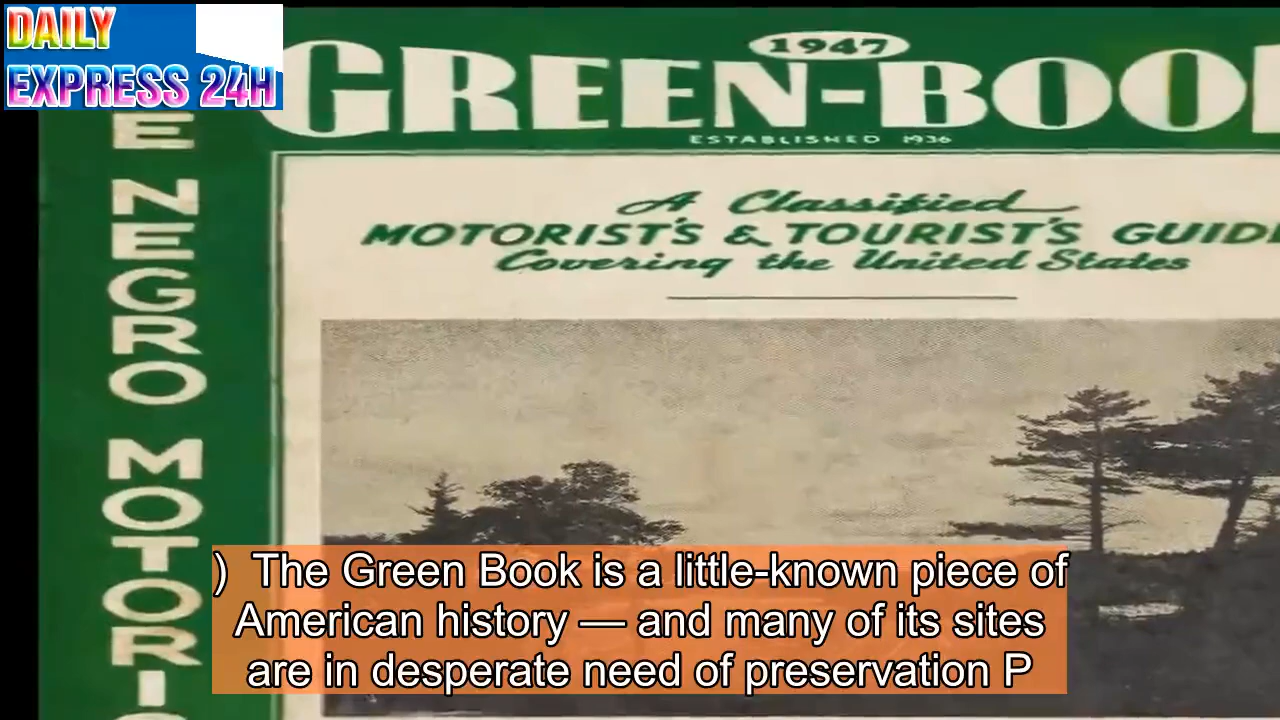 DAILY
EXPRESS 24H
1947
GREEN-BOO
ESTABLISHED 1936
A Classified
MOTORIST'S & TOURIST'S GUID
Covering the United States
E NEGRO MOTORI
) The Green Book is a little-known piece of
American history — and many of its sites
are in desperate need of preservation P